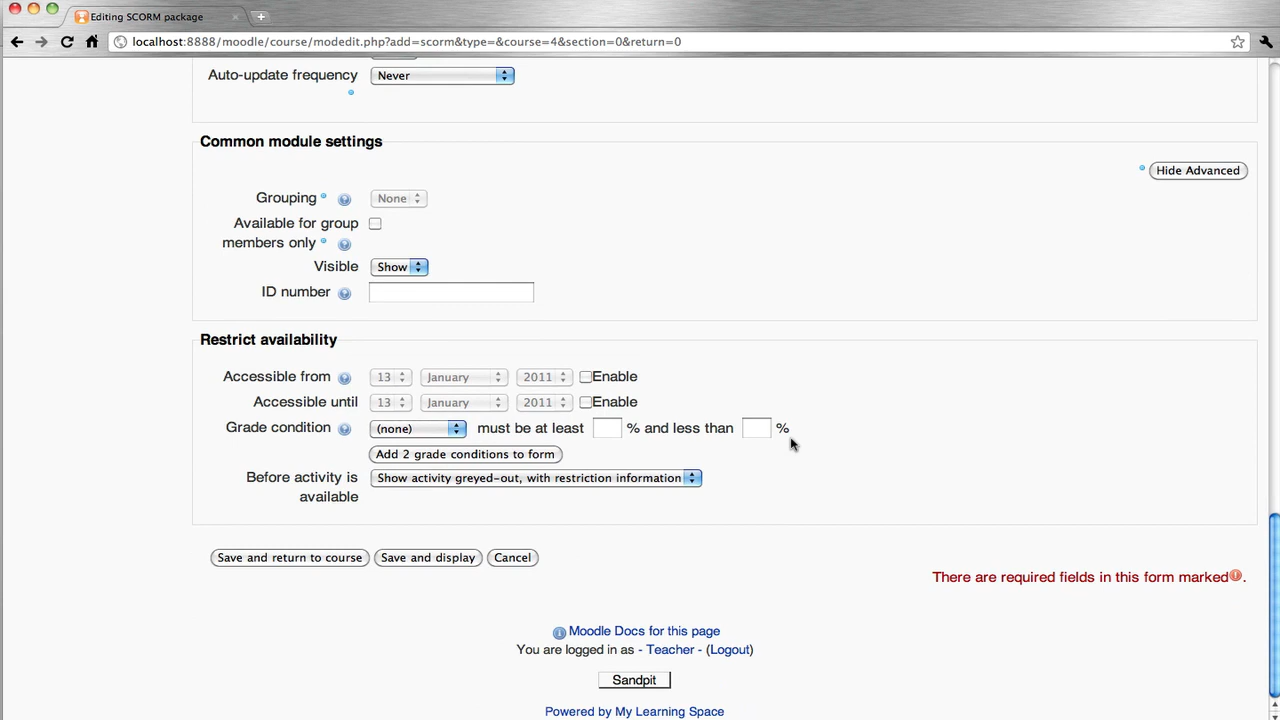 Editing SCORM package
localhost:8888/moodle/course/modedit.php?add=scorm&type=&course=4&section=0&return=0
Auto-update frequency Never
Common module settings
Hide Advanced
Grouping None
Available for group
members only
Visible Show
ID number
Restrict availability
Accessible from 13 January 2011 Enable
Accessible until 13 January 2011 Enable
Grade condition (none) must be at least % and less than %
Add 2 grade conditions to form
Before activity is
available
Show activity greyed-out, with restriction information
Save and return to course Save and display Cancel
There are required fields in this form marked .
Moodle Docs for this page
You are logged in as - Teacher - (Logout)
Sandpit
Powered by My Learning Space